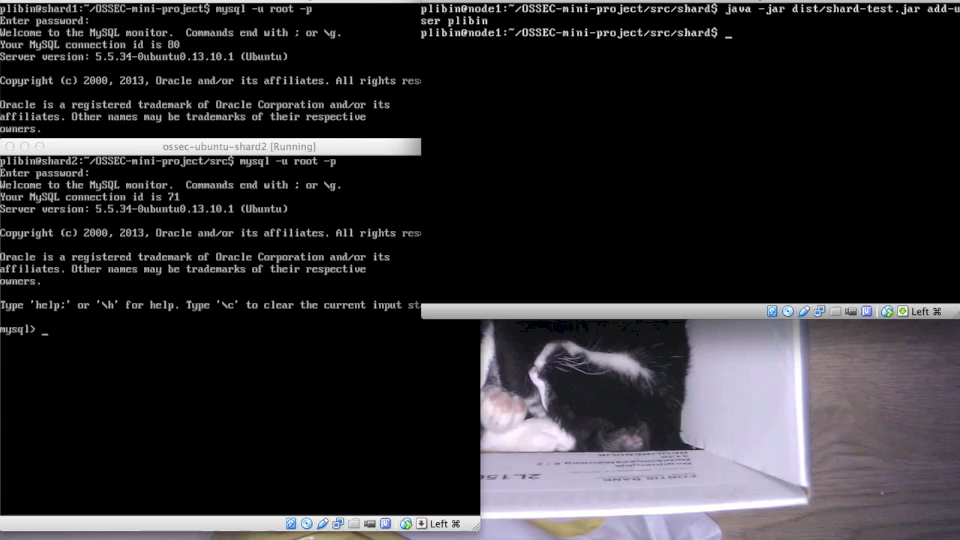 plibin@shard1:~/OSSEC-mini-project$ mysql -u root -p
Enter password:
Welcome to the MySQL monitor.  Commands end with ; or \g.
Your MySQL connection id is 80
Server version: 5.5.34-0ubuntu0.13.10.1 (Ubuntu)
Copyright (c) 2000, 2013, Oracle and/or its affiliates. All rights res
Oracle is a registered trademark of Oracle Corporation and/or its
affiliates. Other names may be trademarks of their respective
owners.
ossec-ubuntu-shard2 [Running]
plibin@shard2:~/OSSEC-mini-project/src$ mysql -u root -p
Enter password:
Welcome to the MySQL monitor.  Commands end with ; or \g.
Your MySQL connection id is 71
Server version: 5.5.34-0ubuntu0.13.10.1 (Ubuntu)
Copyright (c) 2000, 2013, Oracle and/or its affiliates. All rights res
Oracle is a registered trademark of Oracle Corporation and/or its
affiliates. Other names may be trademarks of their respective
owners.
Type 'help;' or '\h' for help. Type '\c' to clear the current input st
mysql> _
Left ⌘
plibin@node1:~/OSSEC-mini-project/src/shard$ java -jar dist/shard-test.jar add-u
ser plibin
plibin@node1:~/OSSEC-mini-project/src/shard$ _
Left ⌘
FORTIS BANK